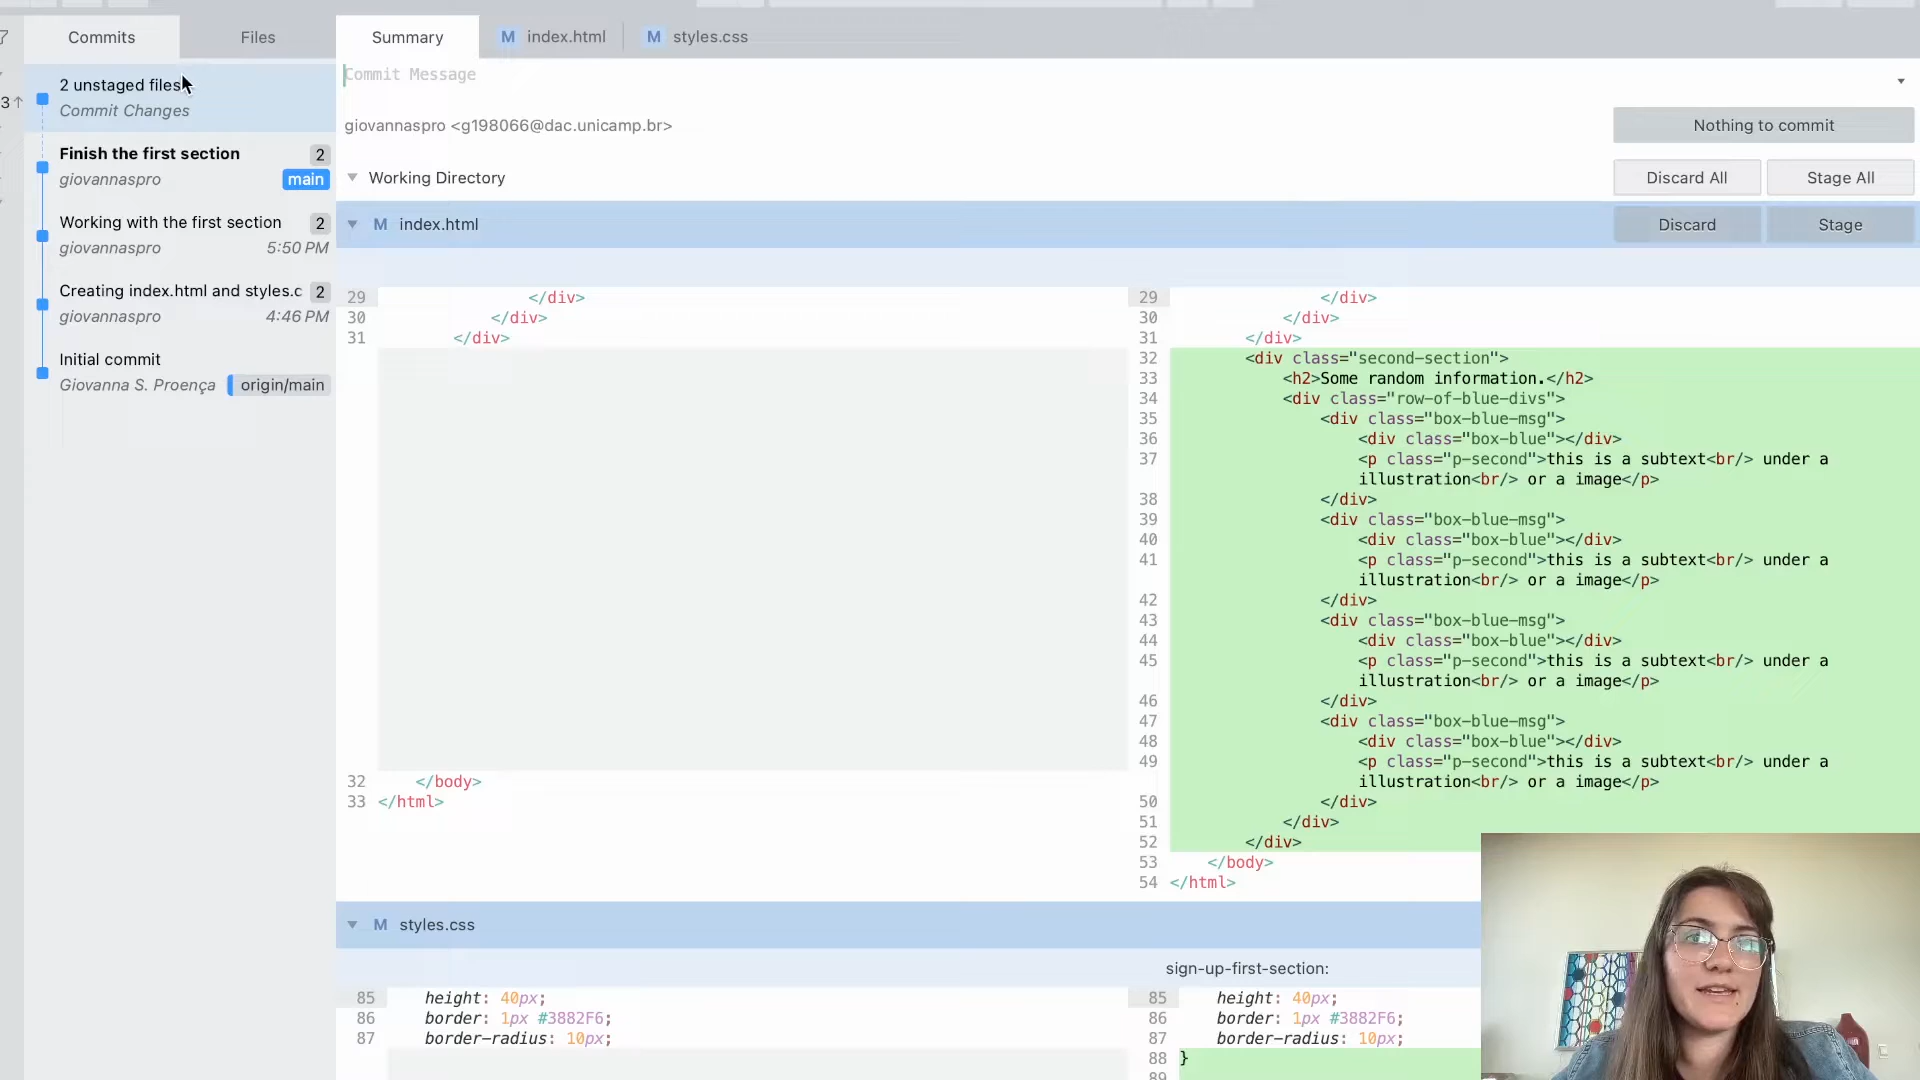 Commits
Files
Summary
M index.html
M styles.css
2 unstaged files
Commit Changes
3↑
Finish the first section 2
giovannaspro main
Working with the first section 2
giovannaspro 5:50 PM
Creating index.html and styles.c 2
giovannaspro 4:46 PM
Initial commit
Giovanna S. Proença origin/main
Commit Message
giovannaspro <g198066@dac.unicamp.br>
Nothing to commit
Working Directory
Discard All
Stage All
M index.html
Discard
Stage
29 </div>
30 </div>
31 </div>
32 </body>
33 </html>
29 </div>
30 </div>
31 </div>
32 <div class="second-section">
33 <h2>Some random information.</h2>
34 <div class="row-of-blue-divs">
35 <div class="box-blue-msg">
36 <div class="box-blue"></div>
37 <p class="p-second">this is a subtext<br/> under a
illustration<br/> or a image</p>
38 </div>
39 <div class="box-blue-msg">
40 <div class="box-blue"></div>
41 <p class="p-second">this is a subtext<br/> under a
illustration<br/> or a image</p>
42 </div>
43 <div class="box-blue-msg">
44 <div class="box-blue"></div>
45 <p class="p-second">this is a subtext<br/> under a
illustration<br/> or a image</p>
46 </div>
47 <div class="box-blue-msg">
48 <div class="box-blue"></div>
49 <p class="p-second">this is a subtext<br/> under a
illustration<br/> or a image</p>
50 </div>
51 </div>
52 </div>
53 </body>
54 </html>
M styles.css
sign-up-first-section:
85 height: 40px;
86 border: 1px #3882F6;
87 border-radius: 10px;
85 height: 40px;
86 border: 1px #3882F6;
87 border-radius: 10px;
88 }
89